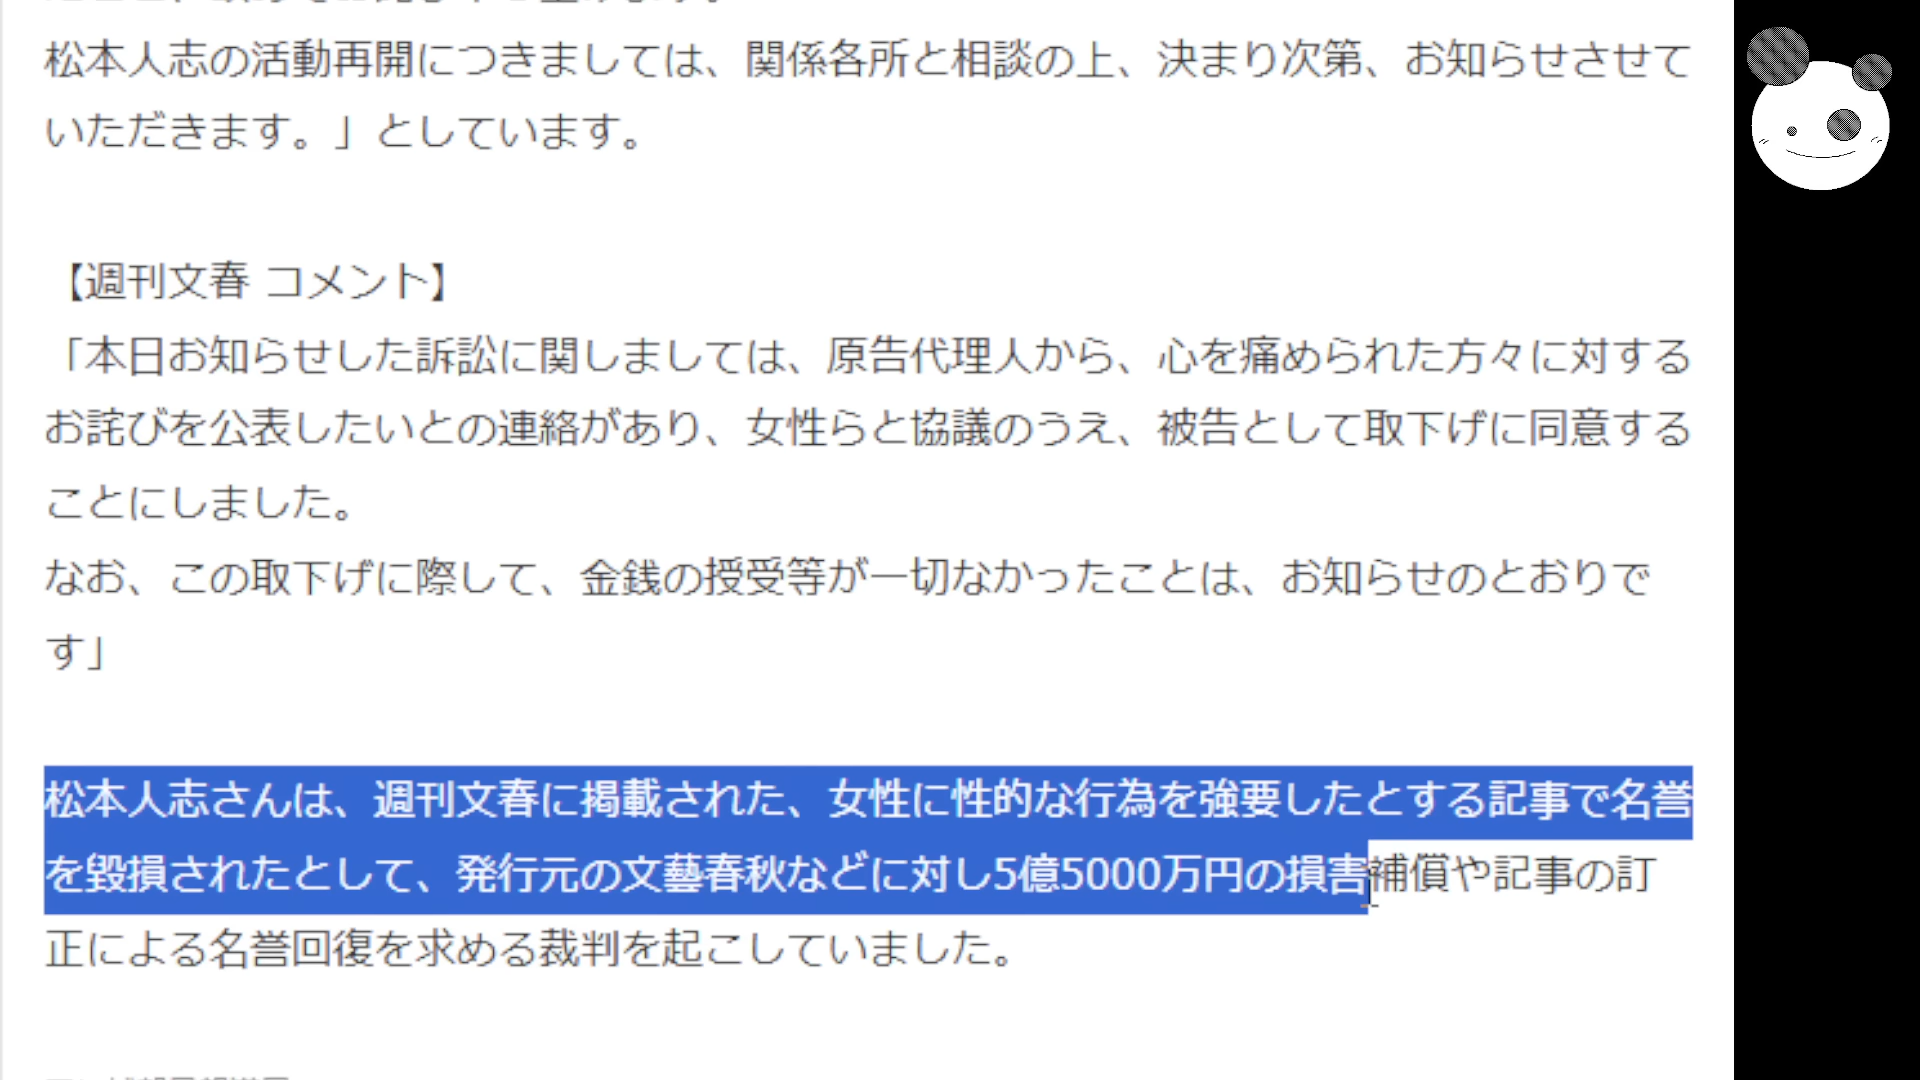 松本人志の活動再開につきましては、関係各所と相談の上、決まり次第、お知らせさせて
いただきます。」としています。
【週刊文春 コメント】
「本日お知らせした訴訟に関しましては、原告代理人から、心を痛められた方々に対する
お詫びを公表したいとの連絡があり、女性らと協議のうえ、被告として取下げに同意する
ことにしました。
なお、この取下げに際して、金銭の授受等が一切なかったことは、お知らせのとおりで
す」
松本人志さんは、週刊文春に掲載された、女性に性的な行為を強要したとする記事で名誉
を毀損されたとして、発行元の文藝春秋などに対し5億5000万円の損害補償や記事の訂
正による名誉回復を求める裁判を起こしていました。